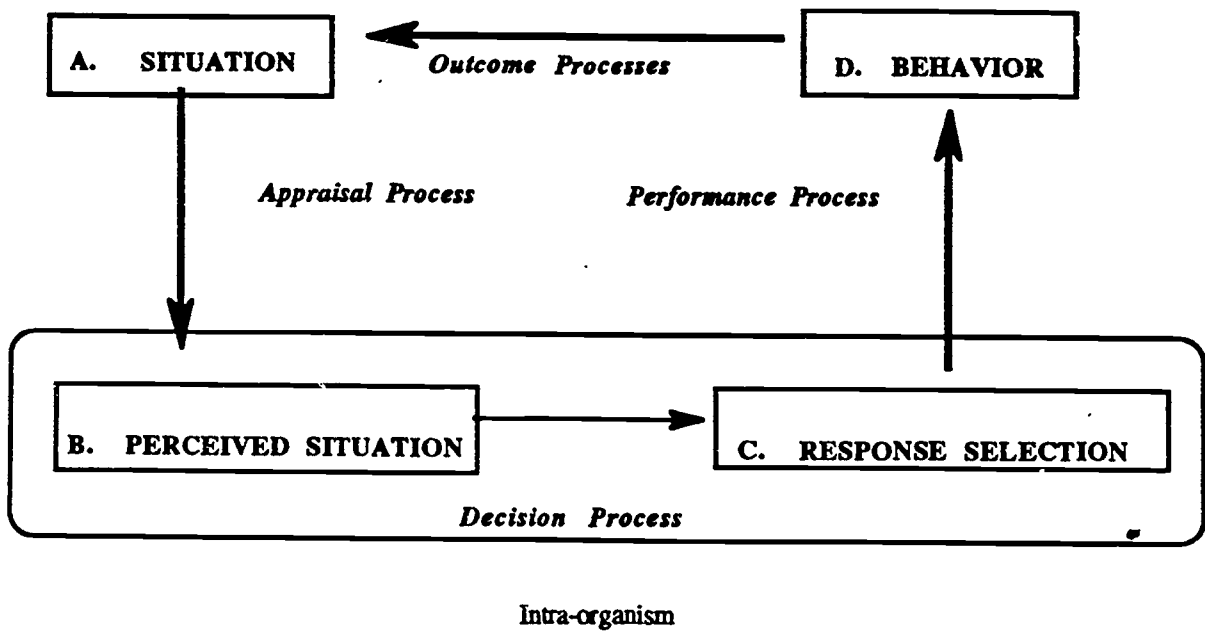 A. SITUATION
Outcome Processes
D. BEHAVIOR
Appraisal Process
Performance Process
B. PERCEIVED SITUATION
C. RESPONSE SELECTION
Decision Process
Intra-organism